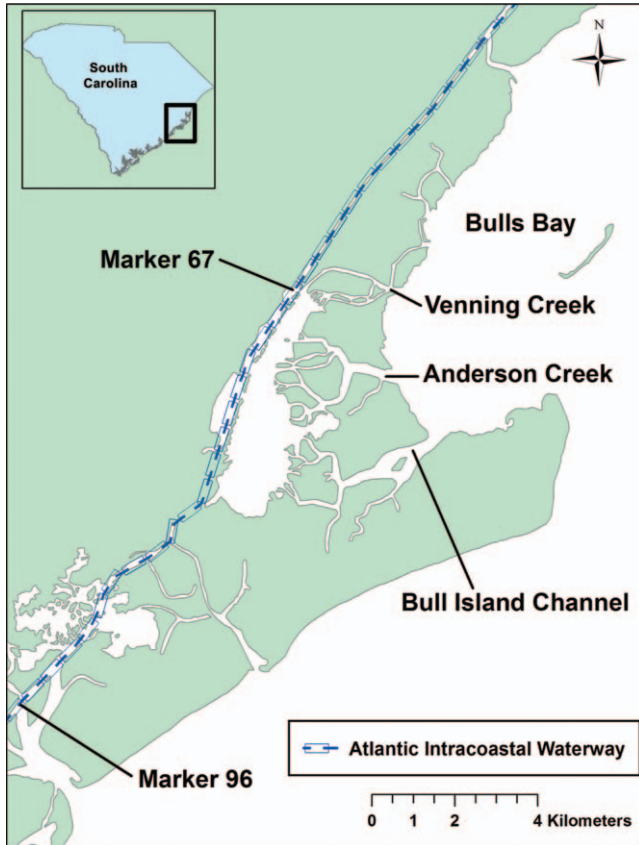 South
Carolina
N
Bulls Bay
Marker 67
Venning Creek
Anderson Creek
Bull Island Channel
Atlantic Intracoastal Waterway
Marker 96
0 1 2 4 Kilometers